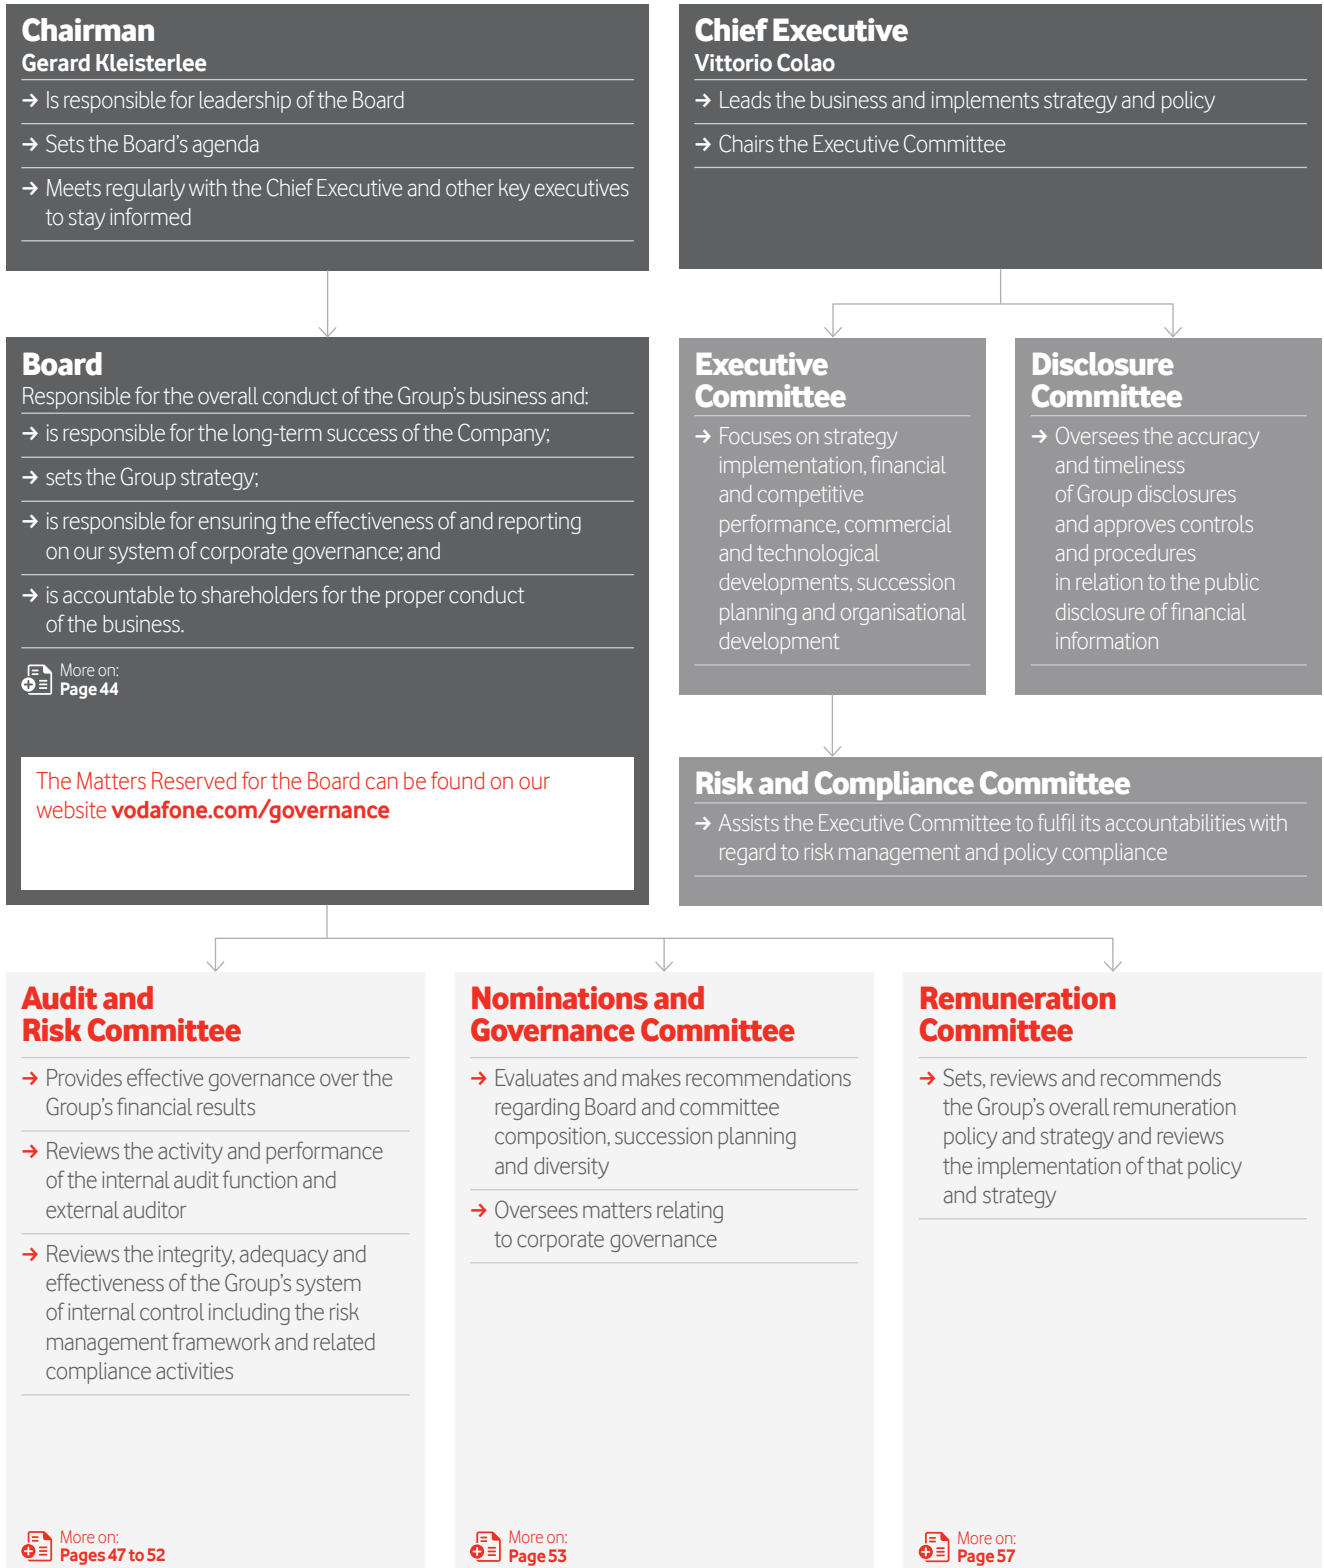 Chairman
Gerard Kleisterlee
→ Is responsible for leadership of the Board
→ Sets the Board's agenda
→ Meets regularly with the Chief Executive and other key executives
to stay informed
Chief Executive
Vittorio Colao
→ Leads the business and implements strategy and policy
→ Chairs the Executive Committee
Board
Responsible for the overall conduct of the Group's business and:
→ is responsible for the long-term success of the Company;
→ sets the Group strategy;
→ is responsible for ensuring the effectiveness of and reporting
on our system of corporate governance; and
→ is accountable to shareholders for the proper conduct
of the business.
More on:
Page 44
The Matters Reserved for the Board can be found on our
website vodafone.com/governance
Executive
Committee
→ Focuses on strategy
implementation, financial
and competitive
performance, commercial
and technological
developments, succession
planning and organisational
development
Disclosure
Committee
→ Oversees the accuracy
and timeliness
of Group disclosures
and approves controls
and procedures
in relation to the public
disclosure of financial
information
Risk and Compliance Committee
→ Assists the Executive Committee to fulfil its accountabilities with
regard to risk management and policy compliance
Audit and
Risk Committee
→ Provides effective governance over the
Group's financial results
→ Reviews the activity and performance
of the internal audit function and
external auditor
→ Reviews the integrity, adequacy and
effectiveness of the Group's system
of internal control including the risk
management framework and related
compliance activities
More on:
Pages 47 to 52
Nominations and
Governance Committee
→ Evaluates and makes recommendations
regarding Board and committee
composition, succession planning
and diversity
→ Oversees matters relating
to corporate governance
More on:
Page 53
Remuneration
Committee
→ Sets, reviews and recommends
the Group's overall remuneration
policy and strategy and reviews
the implementation of that policy
and strategy
More on:
Page 57